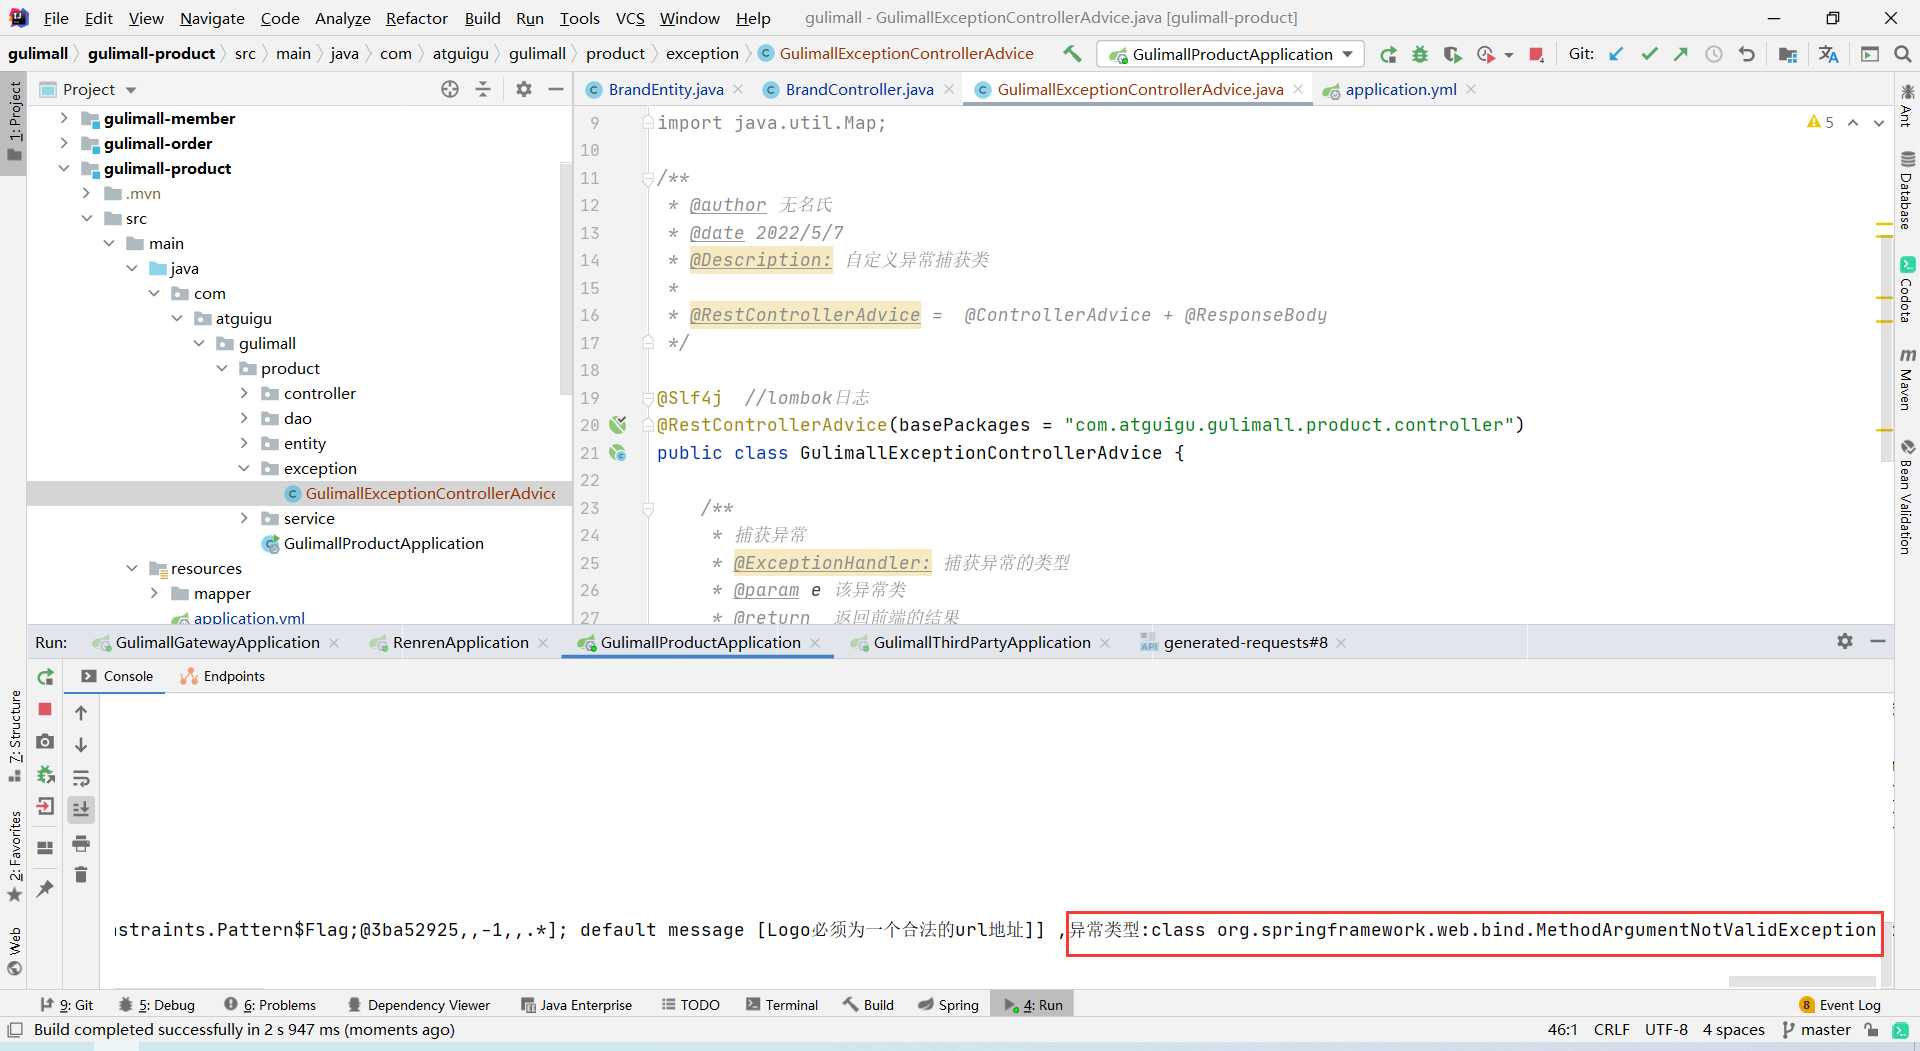 File Edit View Navigate Code Analyze Refactor Build Run Tools VCS Window Help gulimall - GulimallExceptionControllerAdvice.java [gulimall-product]
gulimall gulimall-product src main java com atguigu gulimall product exception GulimallExceptionControllerAdvice GulimallProductApplication Git:
Project
BrandEntity.java BrandController.java GulimallExceptionControllerAdvice.java application.yml
1: Project
7: Structure
2: Favorites
Web
gulimall-member
gulimall-order
gulimall-product
.mvn
src
main
java
com
atguigu
gulimall
product
controller
dao
entity
exception
GulimallExceptionControllerAdvice
service
GulimallProductApplication
resources
mapper
application.yml
5
9 import java.util.Map;
10
11 /**
12 * @author 无名氏
13 * @date 2022/5/7
14 * @Description: 自定义异常捕获类
15 *
16 * @RestControllerAdvice = @ControllerAdvice + @ResponseBody
17 */
18
19 @Slf4j //lombok日志
20 @RestControllerAdvice(basePackages = "com.atguigu.gulimall.product.controller")
21 public class GulimallExceptionControllerAdvice {
22
23 /**
24 * 捕获异常
25 * @ExceptionHandler: 捕获异常的类型
26 * @param e 该异常类
27 * @return 返回前端的结果
Ant
Database
Codota
Maven
Bean Validation
Run: GulimallGatewayApplication RenrenApplication GulimallProductApplication GulimallThirdPartyApplication generated-requests#8
Console Endpoints
straints.Pattern$Flag;@3ba52925,,-1,,.*]; default message [Logo必须为一个合法的url地址]] ,异常类型:class org.springframework.web.bind.MethodArgumentNotValidException
9: Git 5: Debug 6: Problems Dependency Viewer Java Enterprise TODO Terminal Build Spring 4: Run 8 Event Log
Build completed successfully in 2 s 947 ms (moments ago) 46:1 CRLF UTF-8 4 spaces master